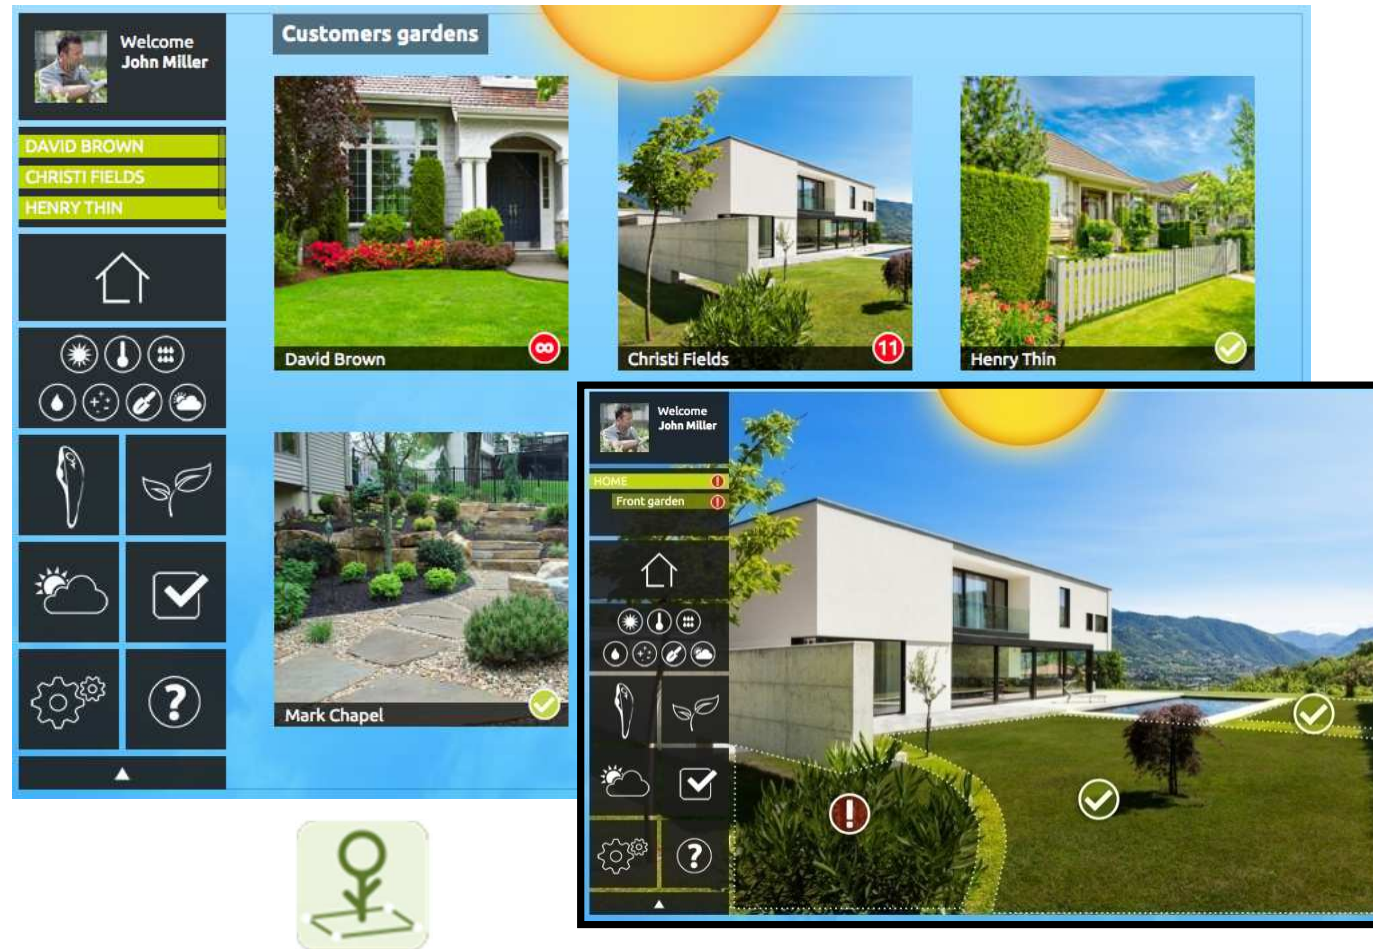 Welcome
John Miller
Customers gardens
DAVID BROWN
CHRISTI FIELDS
HENRY THIN
David Brown
∞
Christi Fields
11
Henry Thin
Mark Chapel
?
Welcome
John Miller
HOME !
Front garden !
!
?